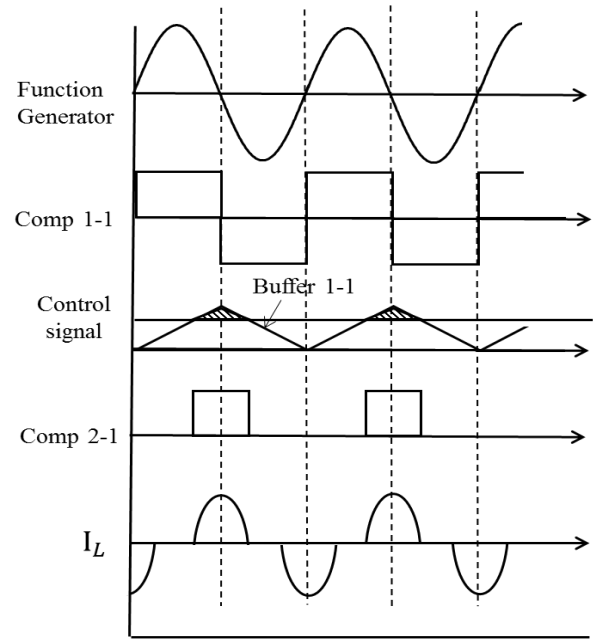 Function
Generator
Comp 1-1
Buffer 1-1
Control
signal
Comp 2-1
I_L